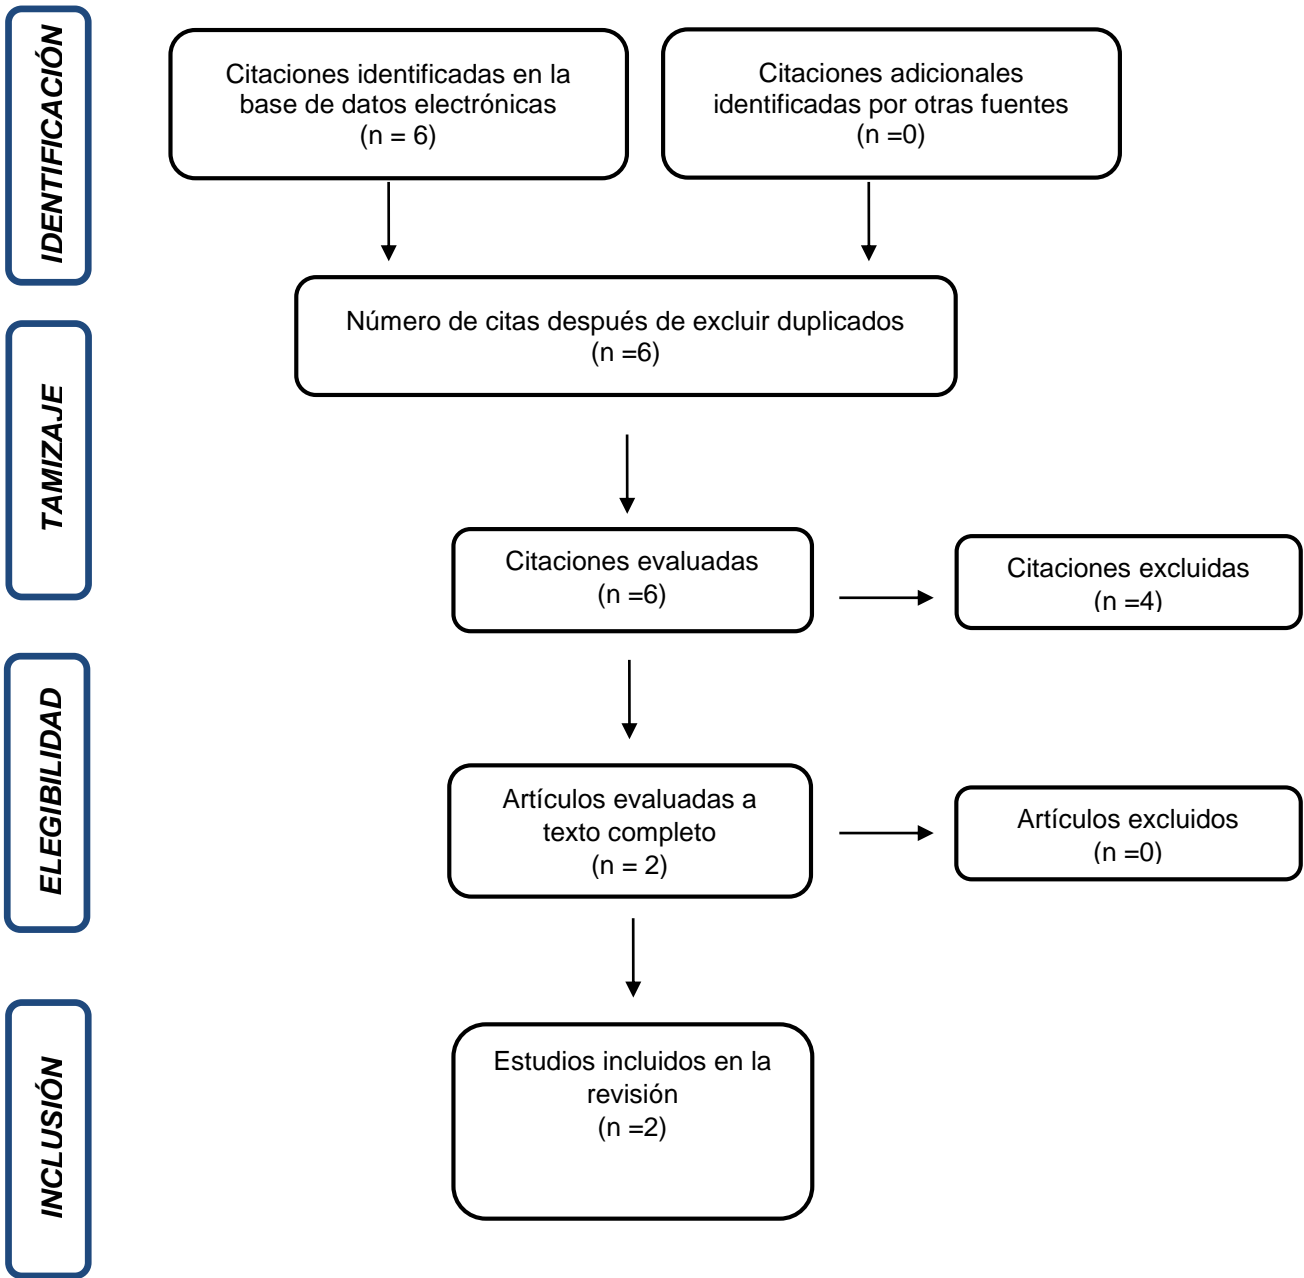 IDENTIFICACIÓN
Citaciones identificadas en la
base de datos electrónicas
(n = 6)
Citaciones adicionales
identificadas por otras fuentes
(n =0)
Número de citas después de excluir duplicados
(n =6)
TAMIZAJE
Citaciones evaluadas
(n =6)
Citaciones excluidas
(n =4)
ELEGIBILIDAD
Artículos evaluadas a
texto completo
(n = 2)
Artículos excluidos
(n =0)
INCLUSIÓN
Estudios incluidos en la
revisión
(n =2)